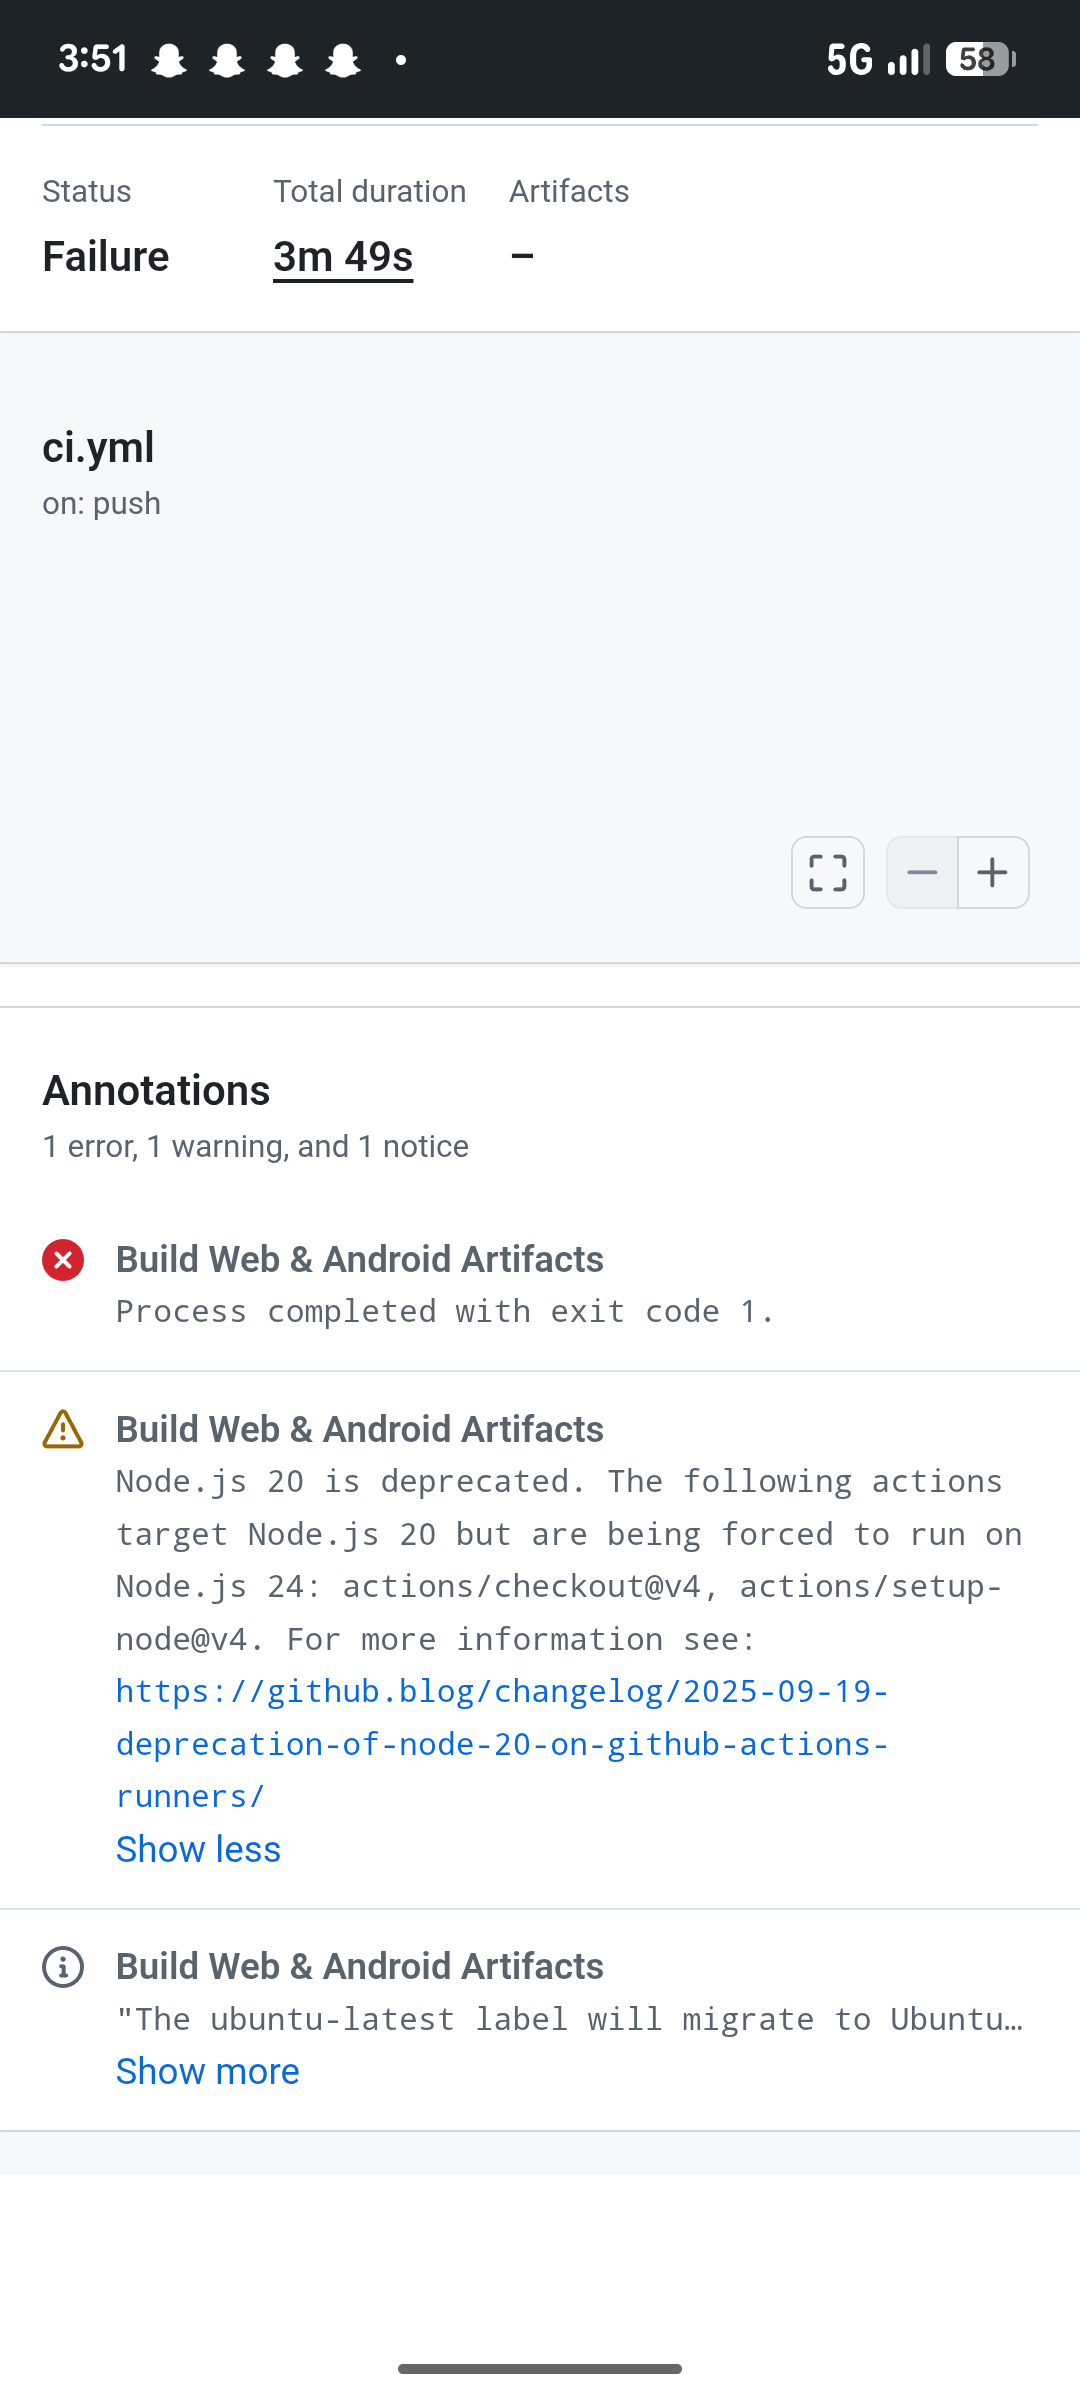 3:51
5G
58
Status
Total duration
Artifacts
Failure
3m 49s
–
ci.yml
on: push
Annotations
1 error, 1 warning, and 1 notice
Build Web & Android Artifacts
Process completed with exit code 1.
Build Web & Android Artifacts
Node.js 20 is deprecated. The following actions
target Node.js 20 but are being forced to run on
Node.js 24: actions/checkout@v4, actions/setup-
node@v4. For more information see:
https://github.blog/changelog/2025-09-19-
deprecation-of-node-20-on-github-actions-
runners/
Show less
Build Web & Android Artifacts
"The ubuntu-latest label will migrate to Ubuntu…
Show more